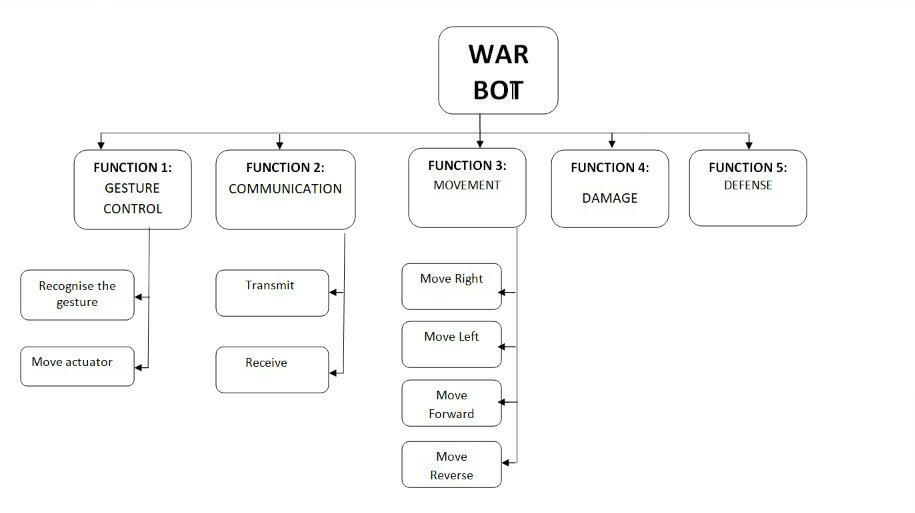 WAR
BOT
FUNCTION 1:
GESTURE
CONTROL
FUNCTION 2:
COMMUNICATION
FUNCTION 3:
MOVEMENT
FUNCTION 4:
DAMAGE
FUNCTION 5:
DEFENSE
Recognise the
gesture
Move actuator
Transmit
Receive
Move Right
Move Left
Move
Forward
Move
Reverse